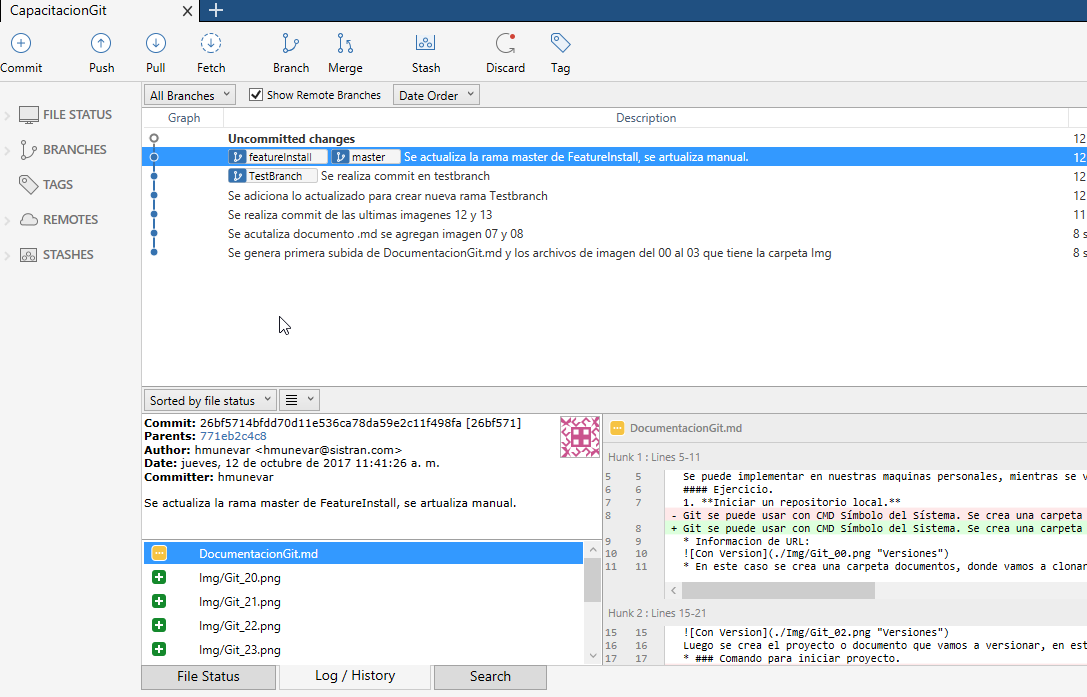 CapacitacionGit
Commit Push Pull Fetch Branch Merge Stash Discard Tag
All Branches Show Remote Branches Date Order
FILE STATUS
BRANCHES
TAGS
REMOTES
STASHES
Graph Description
Uncommitted changes 12
featureInstall master Se actualiza la rama master de FeatureInstall, se artualiza manual. 12
TestBranch Se realiza commit en testbranch 12
Se adiciona lo actualizado para crear nueva rama Testbranch 12
Se realiza commit de las ultimas imagenes 12 y 13 11
Se acutaliza documento .md se agregan imagen 07 y 08 8 s
Se genera primera subida de DocumentacionGit.md y los archivos de imagen del 00 al 03 que tiene la carpeta Img 8 s
Sorted by file status
Commit: 26bf5714bfdd70d11e536ca78da59e2c11f498fa [26bf571]
Parents: 771eb2c4c8
Author: hmunevar <hmunevar@sistran.com>
Date: jueves, 12 de octubre de 2017 11:41:26 a. m.
Committer: hmunevar
Se actualiza la rama master de FeatureInstall, se artualiza manual.
DocumentacionGit.md
Img/Git_20.png
Img/Git_21.png
Img/Git_22.png
Img/Git_23.png
DocumentacionGit.md
Hunk 1 : Lines 5-11
5 5 Se puede implementar en nuestras maquinas personales, mientras se v
6 6 #### Ejercicio.
7 7 1. **Iniciar un repositorio local.**
8 - Git se puede usar con CMD Símbolo del Sístema. Se crea una carpeta
8 + Git se puede usar con CMD Símbolo del Sistema. Se crea una carpeta
9 9 * Informacion de URL:
10 10 ![Con Version](./Img/Git_00.png "Versiones")
11 11 * En este caso se crea una carpeta documentos, donde vamos a clonar
Hunk 2 : Lines 15-21
15 15 ![Con Version](./Img/Git_02.png "Versiones")
16 16 Luego se crea el proyecto o documento que vamos a versionar, en est
17 17 * ### Comando para iniciar proyecto.
File Status Log / History Search